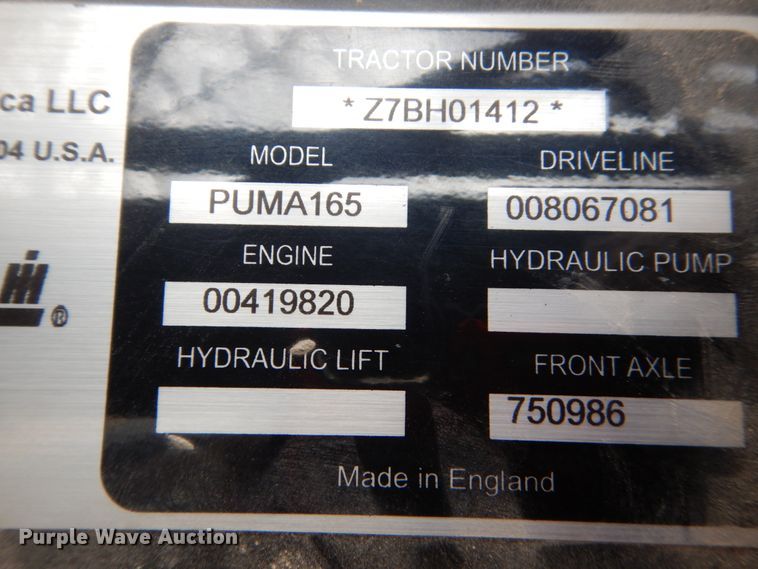 ca LLC
04 U.S.A.
IH ®
TRACTOR NUMBER
* Z7BH01412 *
MODEL DRIVELINE
PUMA165 008067081
ENGINE HYDRAULIC PUMP
00419820
HYDRAULIC LIFT FRONT AXLE
750986
Made in England
Purple Wave Auction